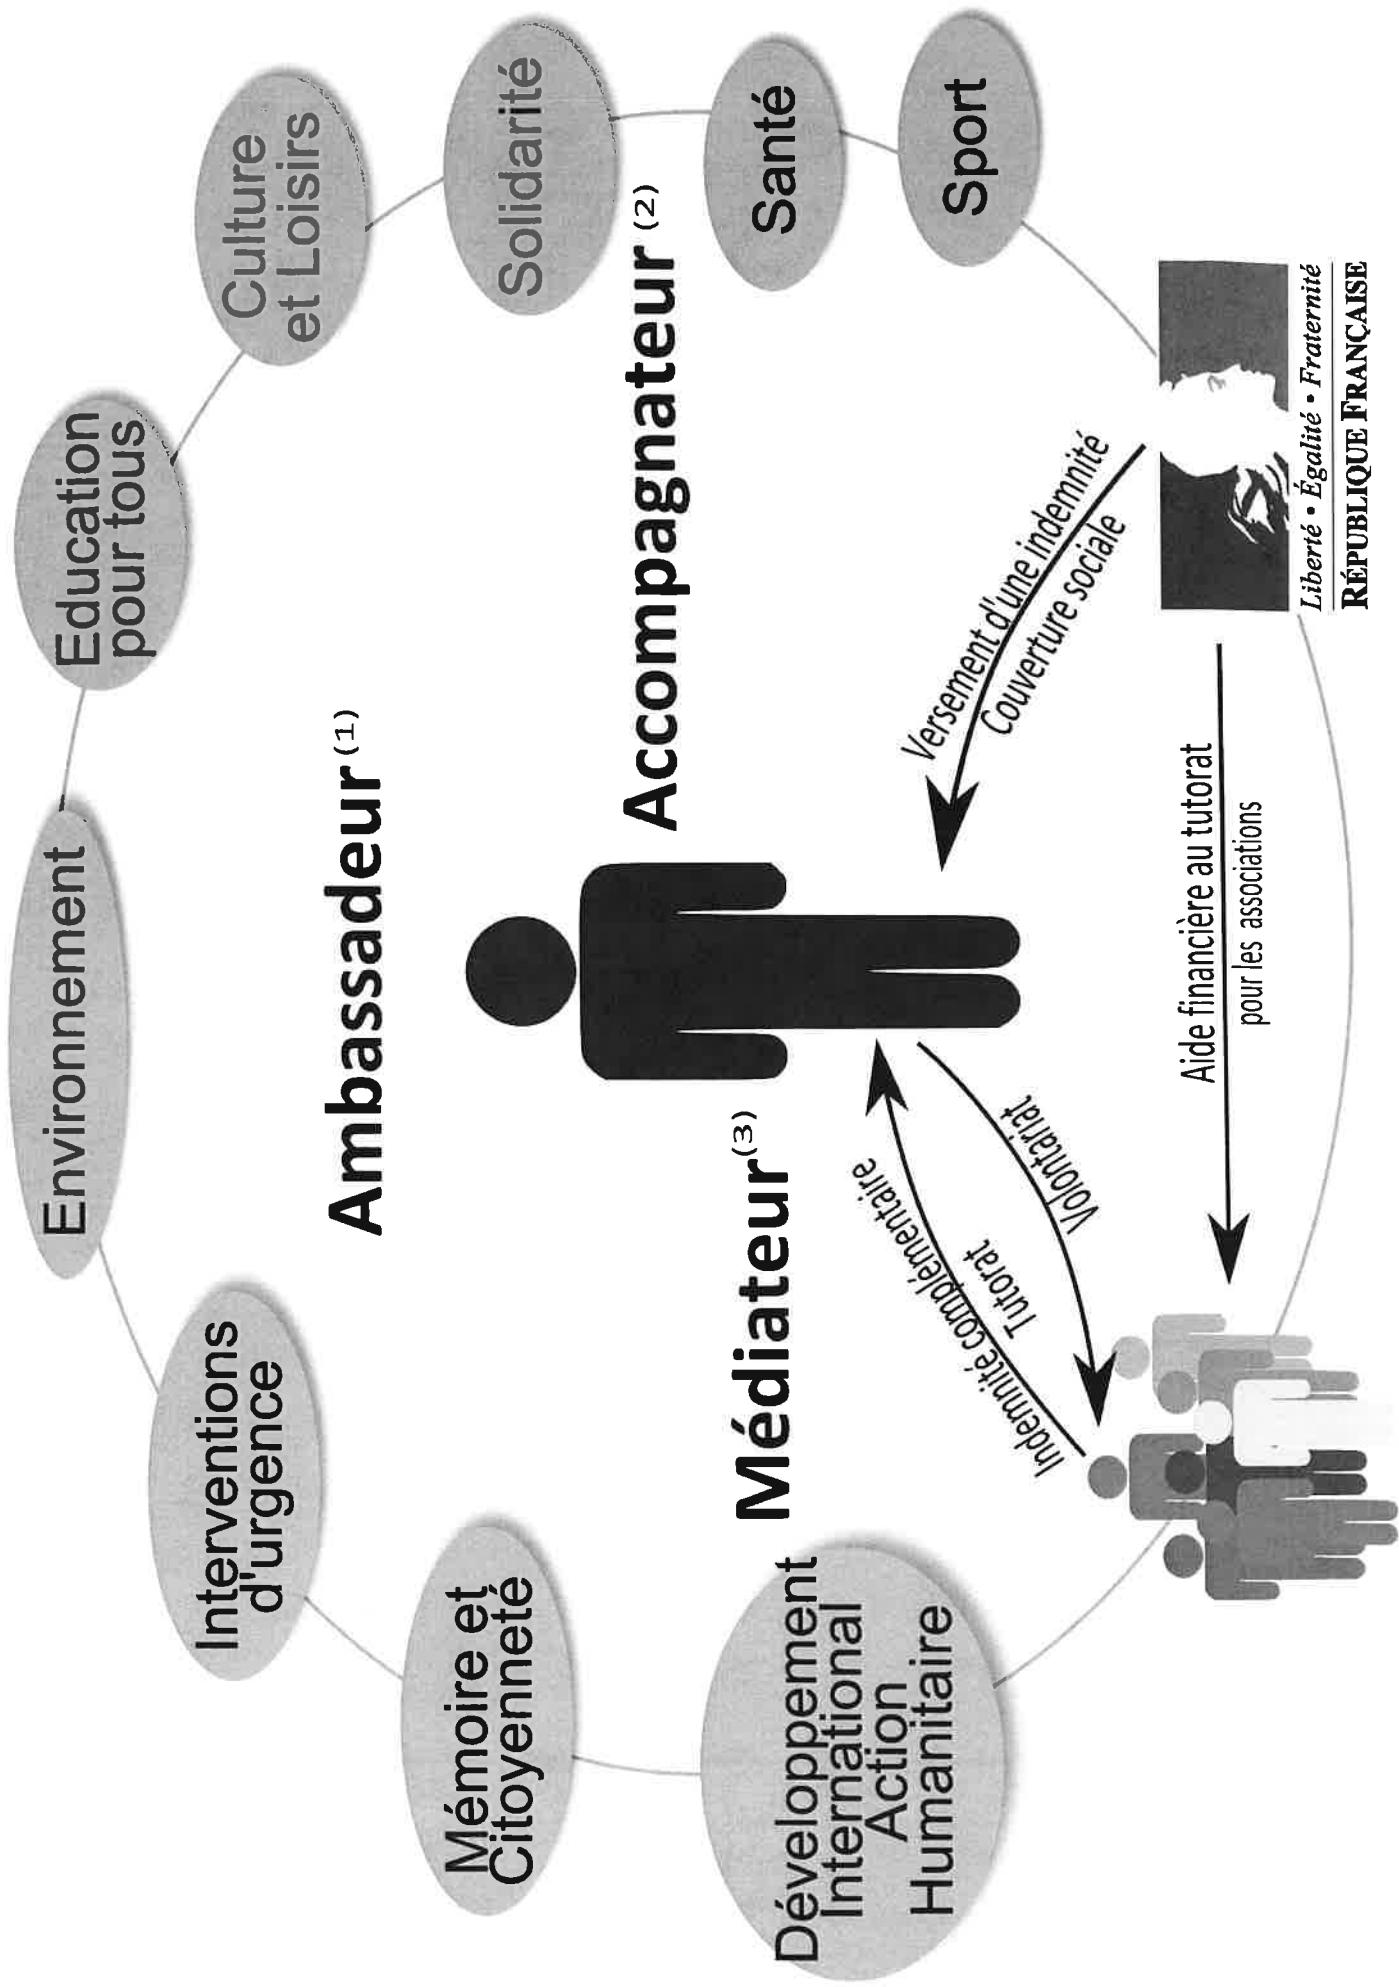 Développement
International
Action
Humanitaire
Mémoire et
Citoyenneté
Interventions
d'urgence
Environnement
Education
pour tous
Culture
et Loisirs
Solidarité
Santé
Sport
Ambassadeur (1)
Accompagnateur (2)
Médiateur (3)
Indemnité complémentaire
Tutorat
Volontariat
Versement d'une indemnité
Couverture sociale
Aide financière au tutorat
pour les associations
Liberté • Égalité • Fraternité
RÉPUBLIQUE FRANÇAISE